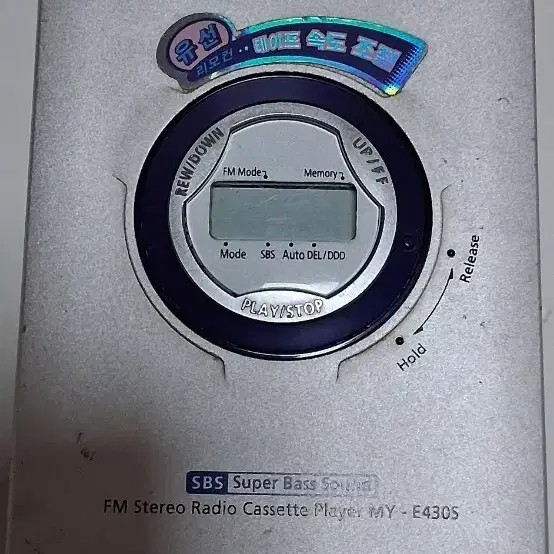 유선
리모컨··
테이프 속도 조절
REW/DOWN
UP/FF
FM Mode
Memory
Mode SBS Auto DEL/DDD
PLAY/STOP
Release
Hold
SBS Super Bass Sound
FM Stereo Radio Cassette Player MY - E430S